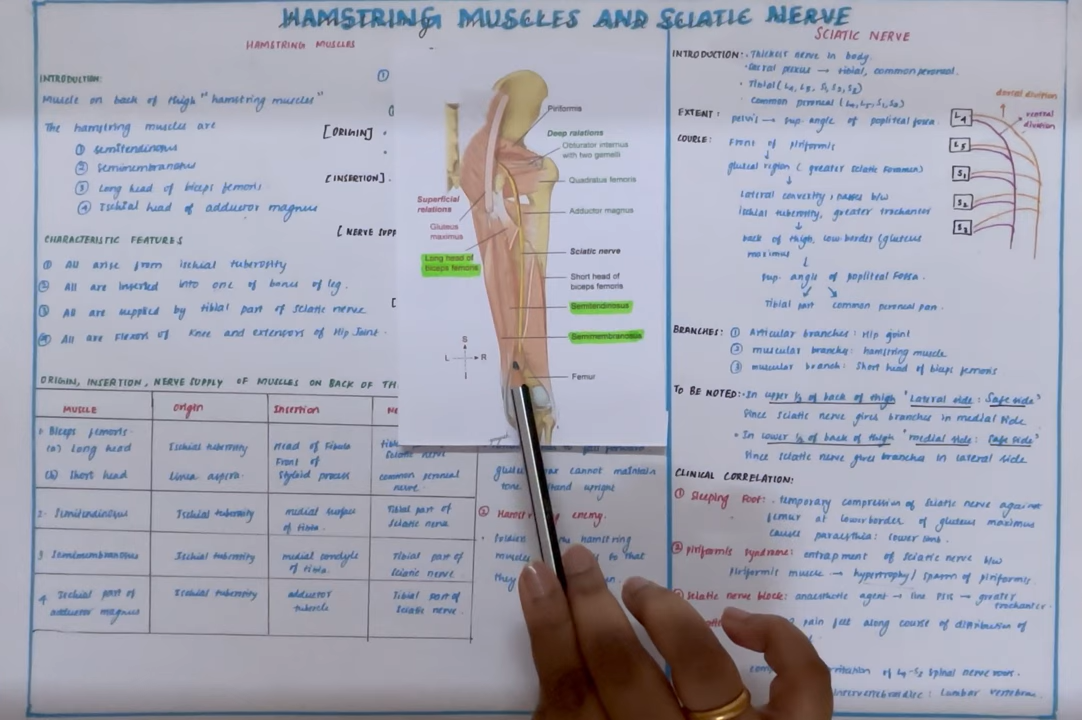 HAMSTRING MUSCLES AND SCIATIC NERVE
HAMSTRING MUSCLES
INTRODUCTION:
Muscle on back of thigh "hamstring muscles"
The hamstring muscles are
① semitendinosus
② semimembranosus
③ Long head of biceps femoris
④ Ischial head of adductor magnus
CHARACTERISTIC FEATURES
① All arise from ischial tuberosity
② All are inserted into one of bones of leg.
③ All are supplied by tibial part of sciatic nerve
④ All are flexors of Knee and extensors of Hip Joint.
①
[ORIGIN]
[INSERTION]
[NERVE SUPP
ORIGIN, INSERTION, NERVE SUPPLY OF MUSCLES ON BACK OF TH
MUSCLE Origin Insertion Ne
1. Biceps femoris
(a) Long head Ischial tuberosity Head of Fibula
Front of
(b) Short head Linea aspera Styloid process common peroneal
nerve.
2. Semitendinosus Ischial tuberosity medial surface Tibial part of
of tibia. sciatic nerve
3 Semimembranosus Ischial tuberosity medial condyle Tibial part of
of tibia. sciatic nerve.
4. Ischial part of Ischial tuberosity adductor Tibial part of
adductor magnus tubercle sciatic nerve.
Piriformis
Deep relations
Obturator internus
with two gemelli
Quadratus femoris
Superficial
relations
Adductor magnus
Gluteus
maximus
Sciatic nerve
Long head of
biceps femoris
Short head of
biceps femoris
Semitendinosus
Semimembranosus
Femur
S
L R
I
cannot maintain
upright
② enemy.
hamstring
to that
they
SCIATIC NERVE
INTRODUCTION: · Thickest nerve in body.
· Sacral plexus → tibial, common peroneal.
· Tibial (L4, L5, S1, S2, S3)
· Common peroneal (L4, L5, S1, S2)
EXTENT: pelvis → sup. angle of popliteal fossa.
COURLE: Front of piriformis
↓
gluteal region (greater sciatic foramen)
↓
Lateral convexity, passes b/w
ischial tuberosity, greater trochanter
↓
back of thigh, low border (gluteus
maximus
↓
sup. angle of popliteal fossa.
Tibial part common peroneal
dorsal division
ventral
division
L4
L5
S1
S2
S3
BRANCHES: ① Articular branches: Hip joint
② muscular branch: hamstring muscle
③ muscular branch: Short head of biceps femoris
TO BE NOTED: · In upper ⅓ of back of thigh "Lateral side: Safe side"
Since sciatic nerve gives branches in medial side
· In lower ⅓ of back of thigh "medial side: safe side"
Since sciatic nerve gives branches in lateral side
CLINICAL CORRELATION:
① Sleeping Foot: · temporary compression of sciatic nerve against
femur at lower border of gluteus maximus
causes paraesthia: lower limb.
② piriformis syndrome: entrapment of sciatic nerve b/w
piriformis muscle → hypertrophy / spasm of piriformis.
sciatic nerve block: anaesthetic agent → line PSIS → greater
trochanter.
pain felt along course of distribution of
of L4-S3 spinal nerve roots.
intervertebral disc: Lumbar vertebrae